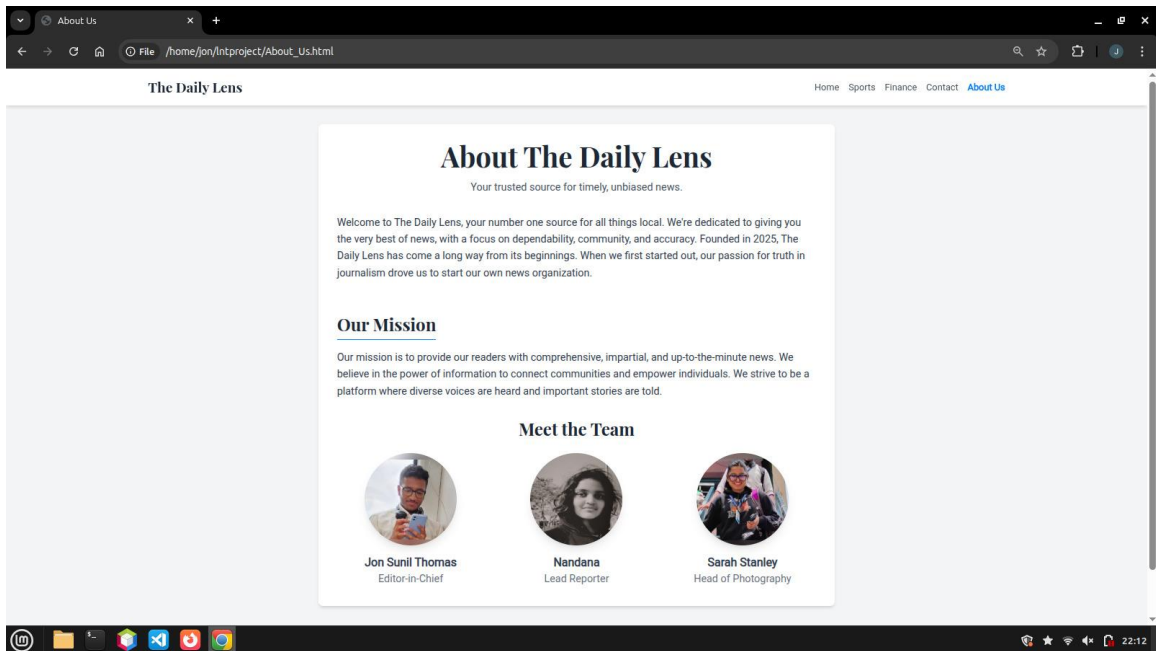 About Us
File /home/jon/lntproject/About_Us.html
J
The Daily Lens
Home Sports Finance Contact About Us
About The Daily Lens
Your trusted source for timely, unbiased news.
Welcome to The Daily Lens, your number one source for all things local. We're dedicated to giving you
the very best of news, with a focus on dependability, community, and accuracy. Founded in 2025, The
Daily Lens has come a long way from its beginnings. When we first started out, our passion for truth in
journalism drove us to start our own news organization.
Our Mission
Our mission is to provide our readers with comprehensive, impartial, and up-to-the-minute news. We
believe in the power of information to connect communities and empower individuals. We strive to be a
platform where diverse voices are heard and important stories are told.
Meet the Team
Jon Sunil Thomas Nandana Sarah Stanley
Editor-in-Chief Lead Reporter Head of Photography
22:12